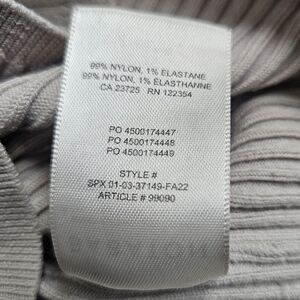 99% NYLON, 1% ELASTANE
99% NYLON, 1% ÉLASTHANNE
CA 23725 RN 122354
PO 4500174447
PO 4500174448
PO 4500174449
STYLE #
SPX 01-03-37149-FA22
ARTICLE # 99090